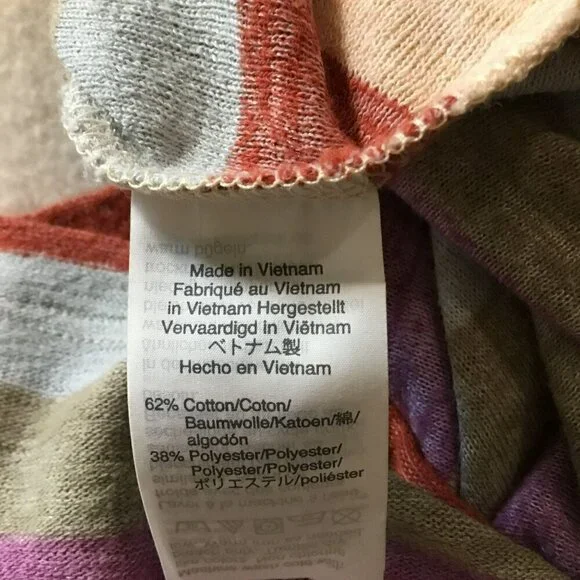 Made in Vietnam
Fabriqué au Vietnam
in Vietnam Hergestellt
Vervaardigd in Viëtnam
ベトナム製
Hecho en Vietnam
62% Cotton/Coton/
Baumwolle/Katoen/綿/
algodón
38% Polyester/Polyester/
Polyester/Polyester/
ポリエステル/poliéster